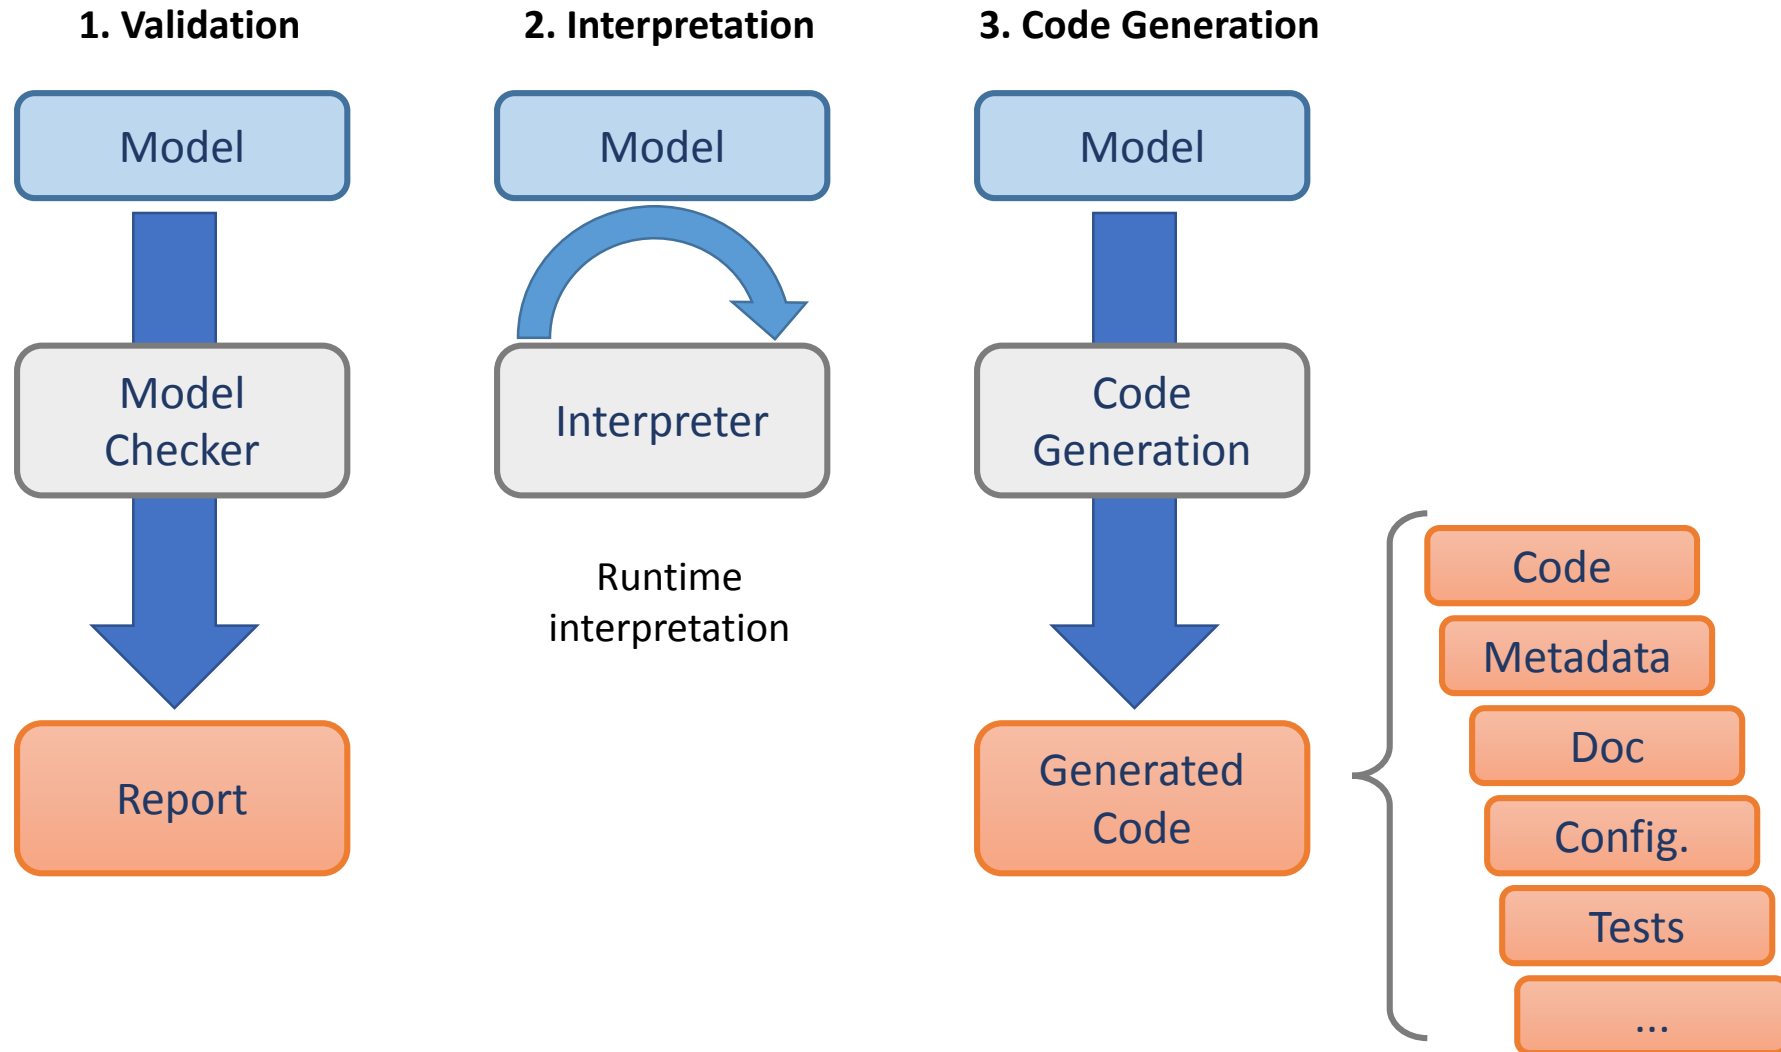 1. Validation
2. Interpretation
3. Code Generation
Model
Model
Model
Model
Checker
Interpreter
Code
Generation
Runtime
interpretation
Report
Generated
Code
Code
Metadata
Doc
Config.
Tests
...